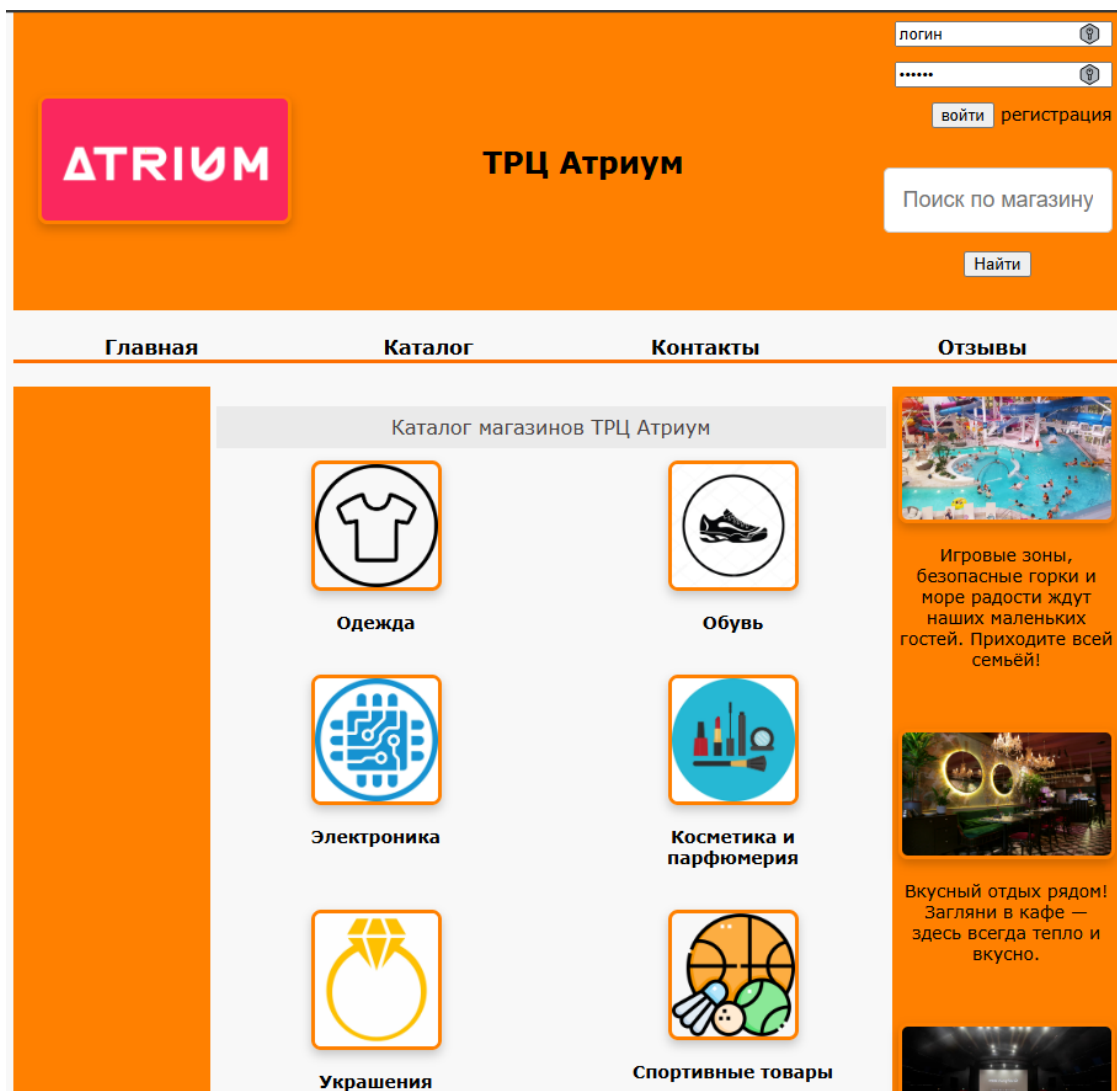 логин
••••••
войти регистрация
ATRIUM
ТРЦ Атриум
Поиск по магазину
Найти
Главная Каталог Контакты Отзывы
Каталог магазинов ТРЦ Атриум
Одежда
Обувь
Электроника
Косметика и
парфюмерия
Украшения
Спортивные товары
Игровые зоны,
безопасные горки и
море радости ждут
наших маленьких
гостей. Приходите всей
семьёй!
Вкусный отдых рядом!
Загляни в кафе —
здесь всегда тепло и
вкусно.